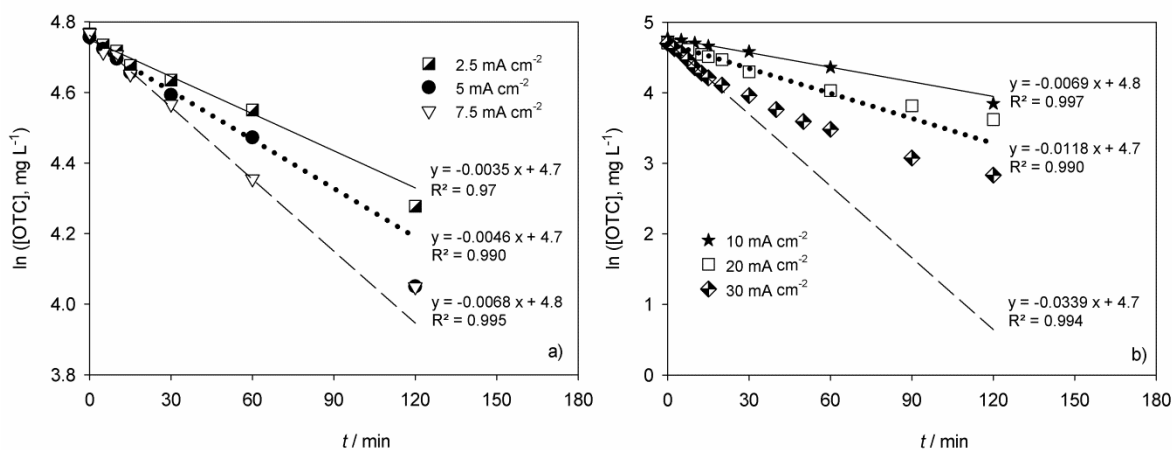 4.8
4.6
4.4
4.2
4.0
3.8
ln ([OTC], mg L⁻¹)
2.5 mA cm⁻²
5 mA cm⁻²
7.5 mA cm⁻²
y = -0.0035 x + 4.7
R² = 0.97
y = -0.0046 x + 4.7
R² = 0.990
y = -0.0068 x + 4.8
R² = 0.995
a)
0 30 60 90 120 150 180
t / min
5
4
3
2
1
0
ln ([OTC], mg L⁻¹)
y = -0.0069 x + 4.8
R² = 0.997
y = -0.0118 x + 4.7
R² = 0.990
10 mA cm⁻²
20 mA cm⁻²
30 mA cm⁻²
y = -0.0339 x + 4.7
R² = 0.994
b)
0 30 60 90 120 150 180
t / min